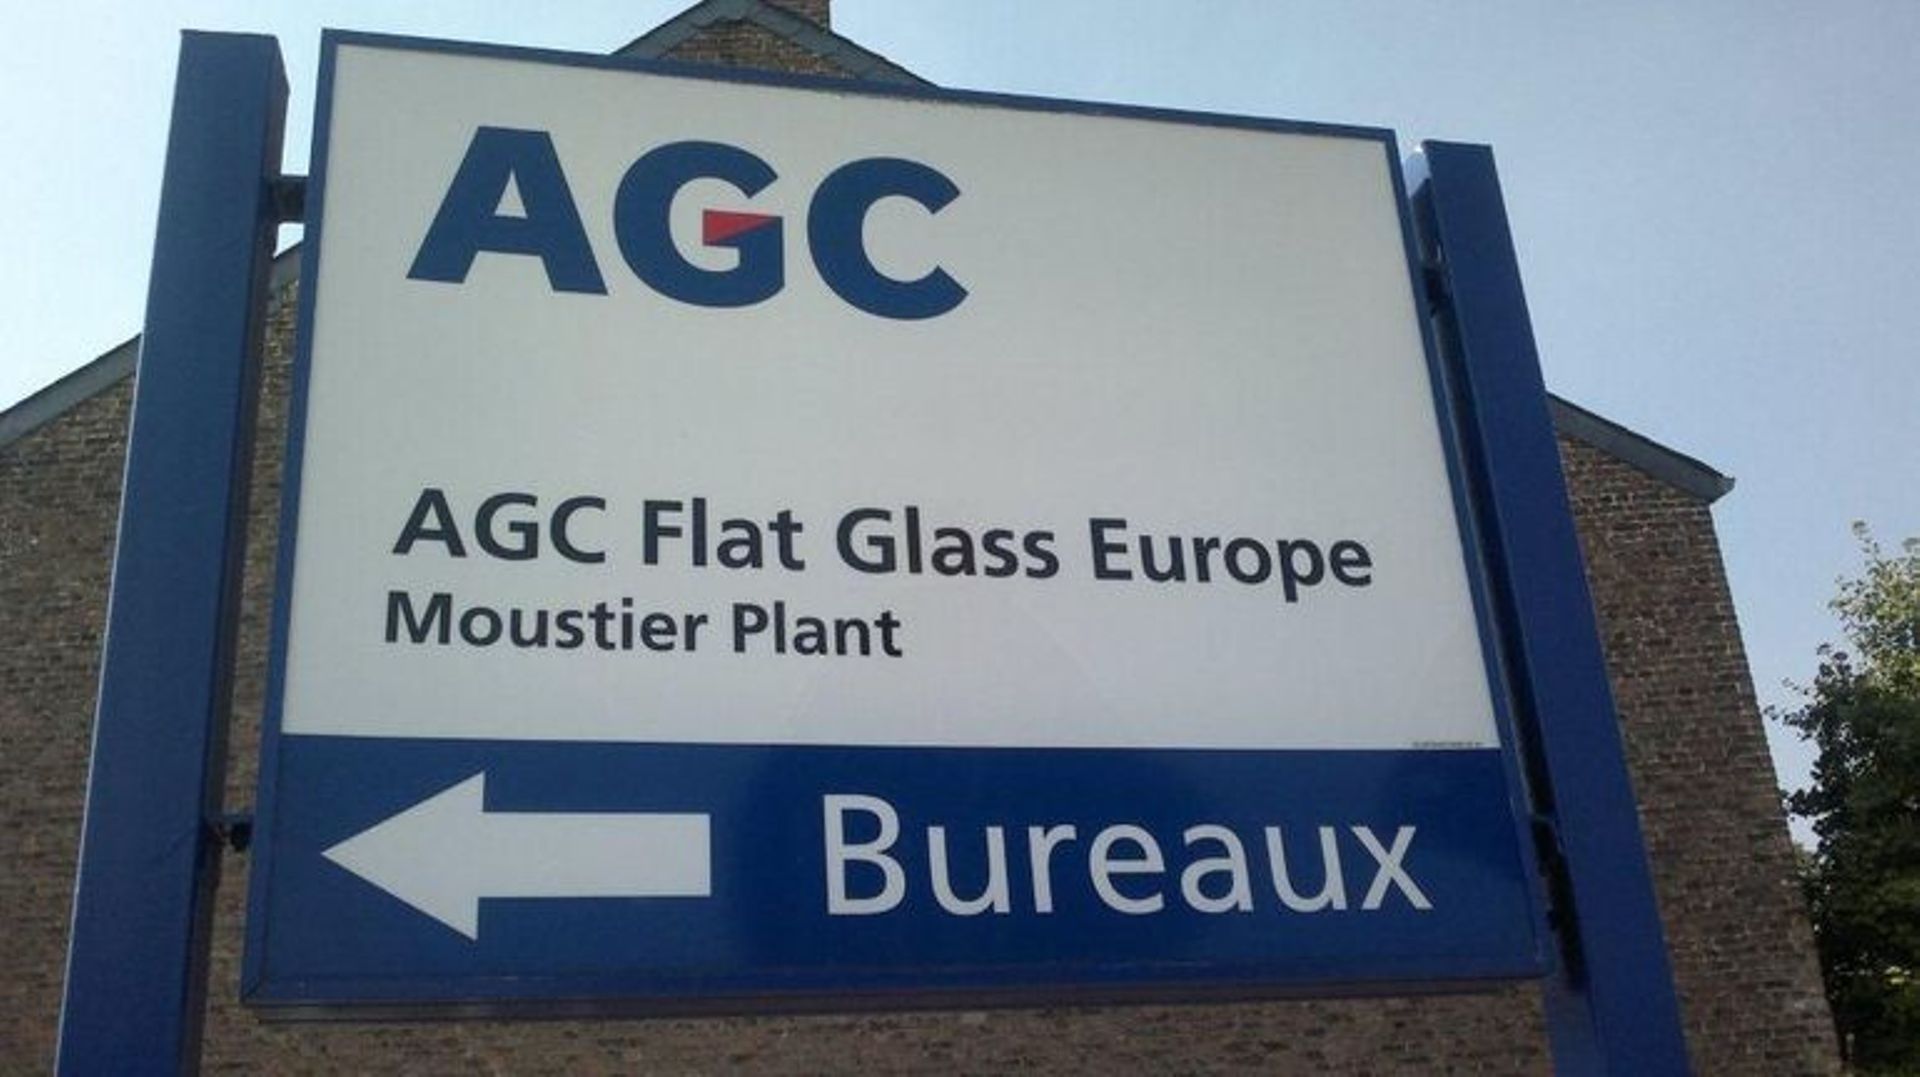 AGC
AGC Flat Glass Europe
Moustier Plant
Bureaux